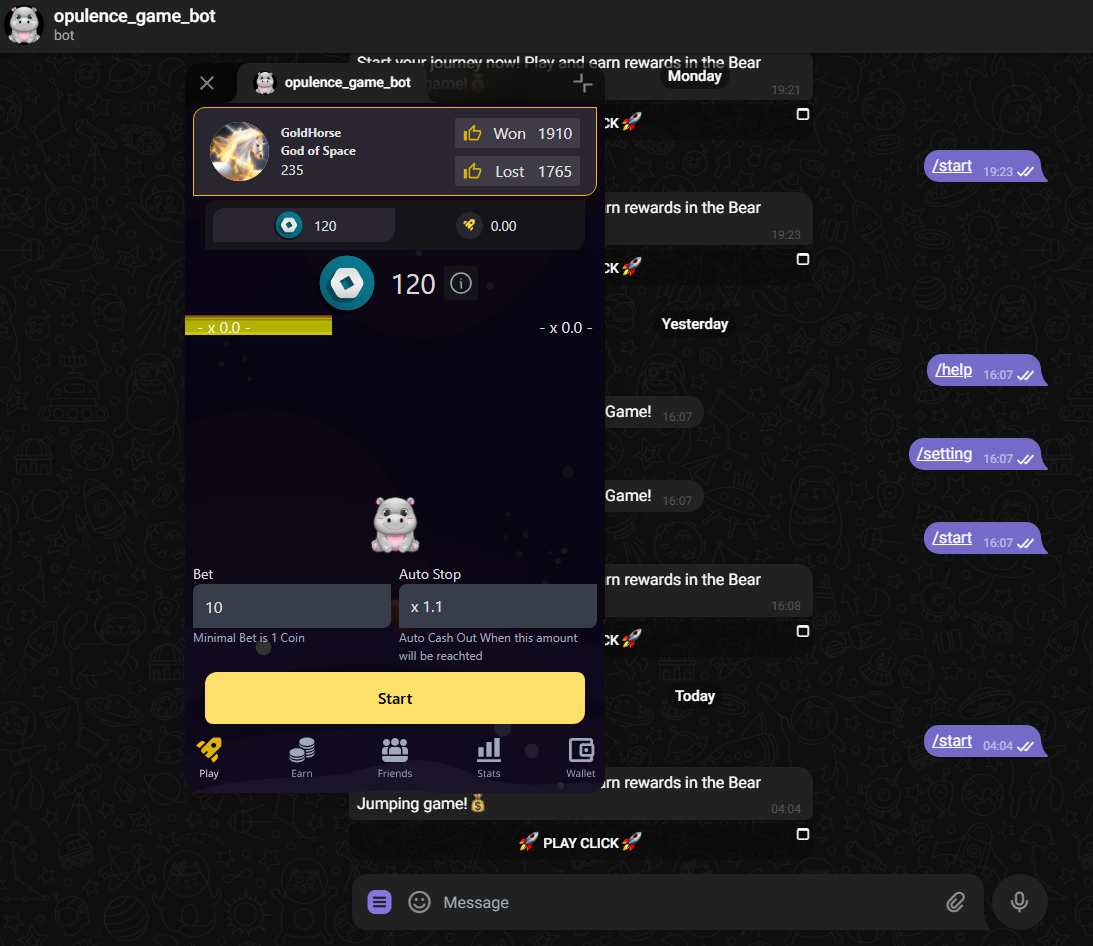 opulence_game_bot
bot
Start your journey now! Play and earn rewards in the Bear
game!💰
19:21
Monday
CK 🚀
/start 19:23
rn rewards in the Bear
19:23
CK 🚀
Yesterday
/help 16:07
Game! 16:07
/setting 16:07
Game! 16:07
/start 16:07
rn rewards in the Bear
16:08
CK 🚀
Today
/start 04:04
arn rewards in the Bear
Jumping game!💰
04:04
🚀 PLAY CLICK 🚀
Message
opulence_game_bot
GoldHorse
God of Space
235
Won 1910
Lost 1765
120
0.00
120
- x 0.0 -
- x 0.0 -
Bet
10
Minimal Bet is 1 Coin
Auto Stop
x 1.1
Auto Cash Out When this amount
will be reachted
Start
Play
Earn
Friends
Stats
Wallet